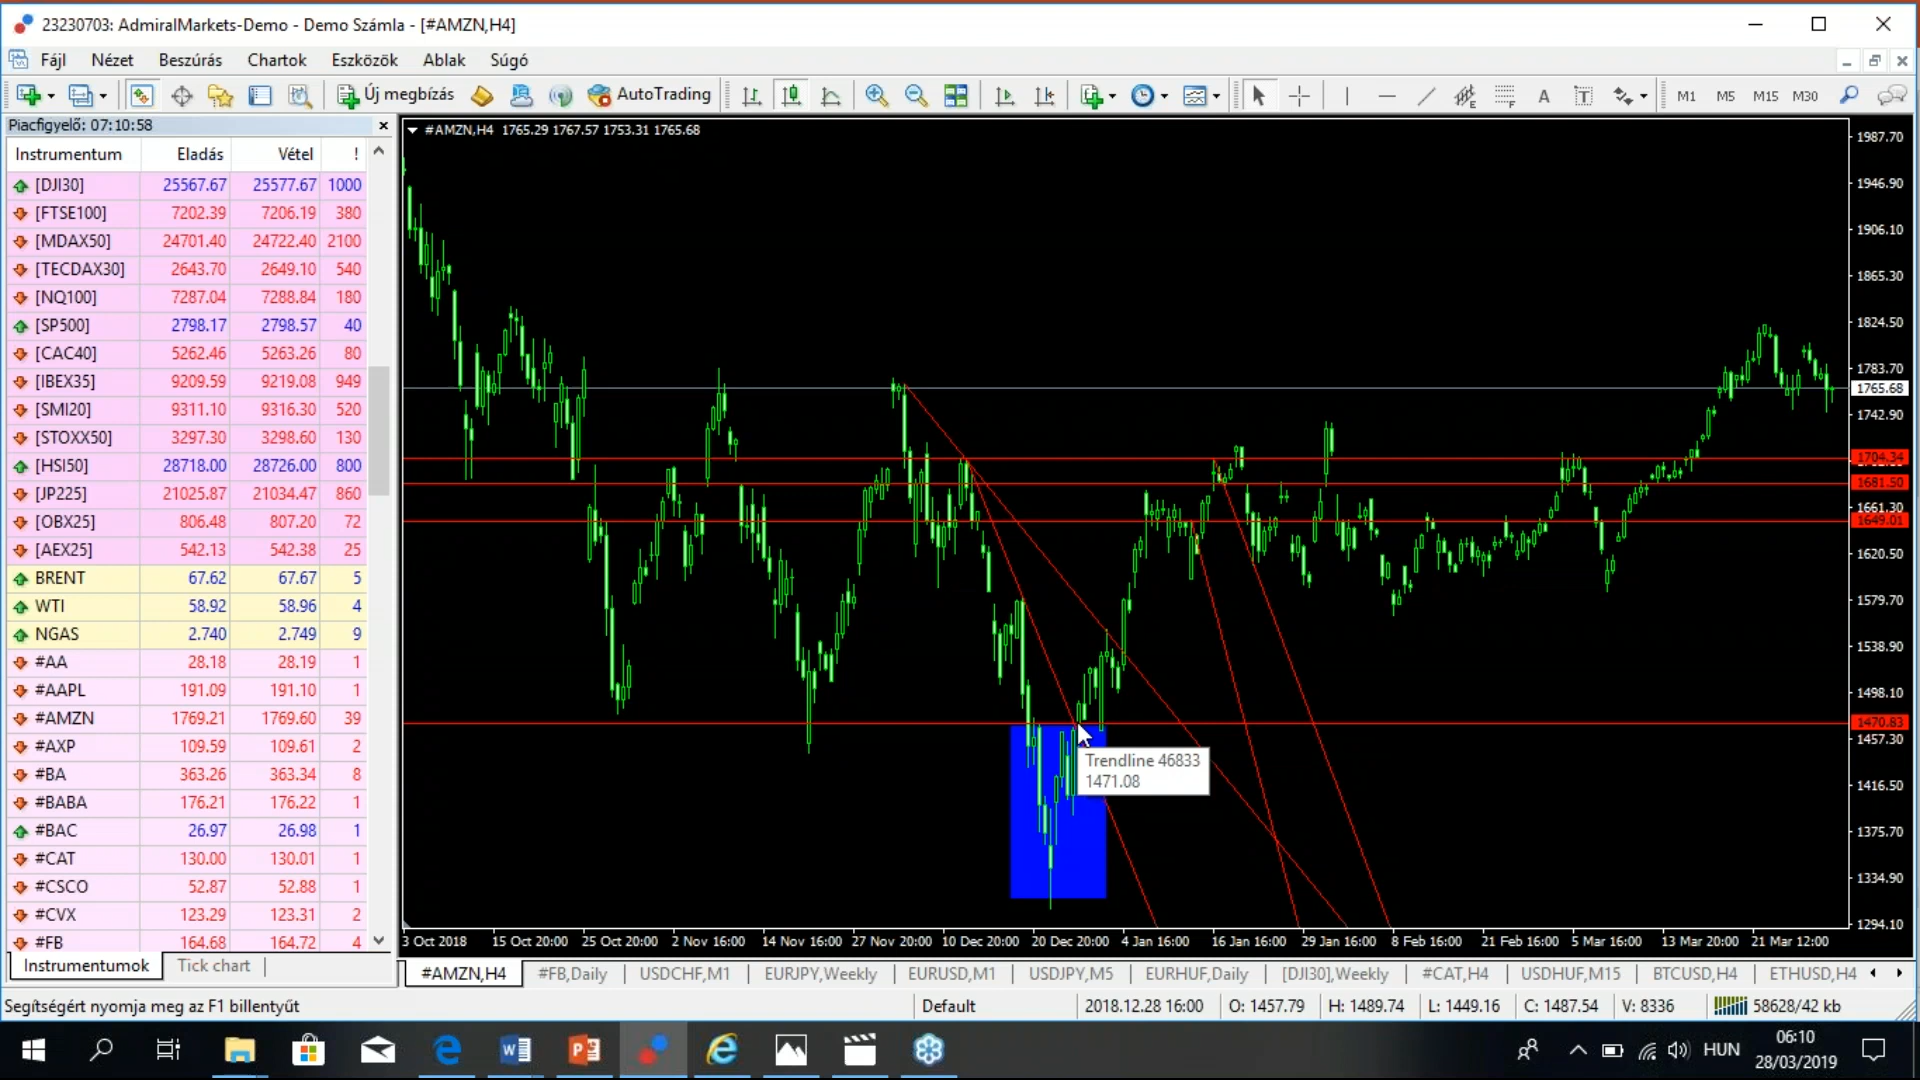 23230703: AdmiralMarkets-Demo - Demo Számla - [#AMZN,H4]
Fájl Nézet Beszúrás Chartok Eszközök Ablak Súgó
Új megbízás AutoTrading A T M1 M5 M15 M30
Piacfigyelő: 07:10:58
Instrumentum Eladás Vétel !
[DJI30] 25567.67 25577.67 1000
[FTSE100] 7202.39 7206.19 380
[MDAX50] 24701.40 24722.40 2100
[TECDAX30] 2643.70 2649.10 540
[NQ100] 7287.04 7288.84 180
[SP500] 2798.17 2798.57 40
[CAC40] 5262.46 5263.26 80
[IBEX35] 9209.59 9219.08 949
[SMI20] 9311.10 9316.30 520
[STOXX50] 3297.30 3298.60 130
[HSI50] 28718.00 28726.00 800
[JP225] 21025.87 21034.47 860
[OBX25] 806.48 807.20 72
[AEX25] 542.13 542.38 25
BRENT 67.62 67.67 5
WTI 58.92 58.96 4
NGAS 2.740 2.749 9
#AA 28.18 28.19 1
#AAPL 191.09 191.10 1
#AMZN 1769.21 1769.60 39
#AXP 109.59 109.61 2
#BA 363.26 363.34 8
#BABA 176.21 176.22 1
#BAC 26.97 26.98 1
#CAT 130.00 130.01 1
#CSCO 52.87 52.88 1
#CVX 123.29 123.31 2
#FB 164.68 164.72 4
Instrumentumok Tick chart
#AMZN,H4 1765.29 1767.57 1753.31 1765.68
1987.70
1946.90
1906.10
1865.30
1824.50
1783.70
1765.68
1742.90
1704.34
1681.50
1661.30
1649.01
1620.50
1579.70
1538.90
1498.10
1470.83
1457.30
1416.50
1375.70
1334.90
1294.10
Trendline 46833
1471.08
3 Oct 2018 15 Oct 20:00 25 Oct 20:00 2 Nov 16:00 14 Nov 16:00 27 Nov 20:00 10 Dec 20:00 20 Dec 20:00 4 Jan 16:00 16 Jan 16:00 29 Jan 16:00 8 Feb 16:00 21 Feb 16:00 5 Mar 16:00 13 Mar 20:00 21 Mar 12:00
#AMZN,H4 #FB,Daily USDCHF,M1 EURJPY,Weekly EURUSD,M1 USDJPY,M5 EURHUF,Daily [DJI30],Weekly #CAT,H4 USDHUF,M15 BTCUSD,H4 ETHUSD,H4
Segítségért nyomja meg az F1 billentyűt Default 2018.12.28 16:00 O: 1457.79 H: 1489.74 L: 1449.16 C: 1487.54 V: 8336 58628/42 kb
HUN
06:10
28/03/2019